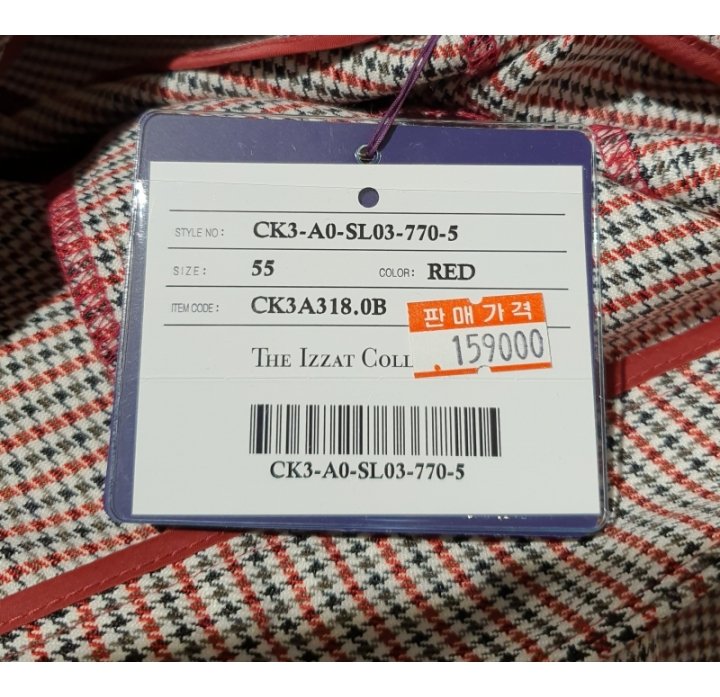 STYLE NO : CK3-A0-SL03-770-5
SIZE : 55 COLOR: RED
ITEM CODE : CK3A318.0B
판매가격
159000
THE IZZAT COLL
CK3-A0-SL03-770-5